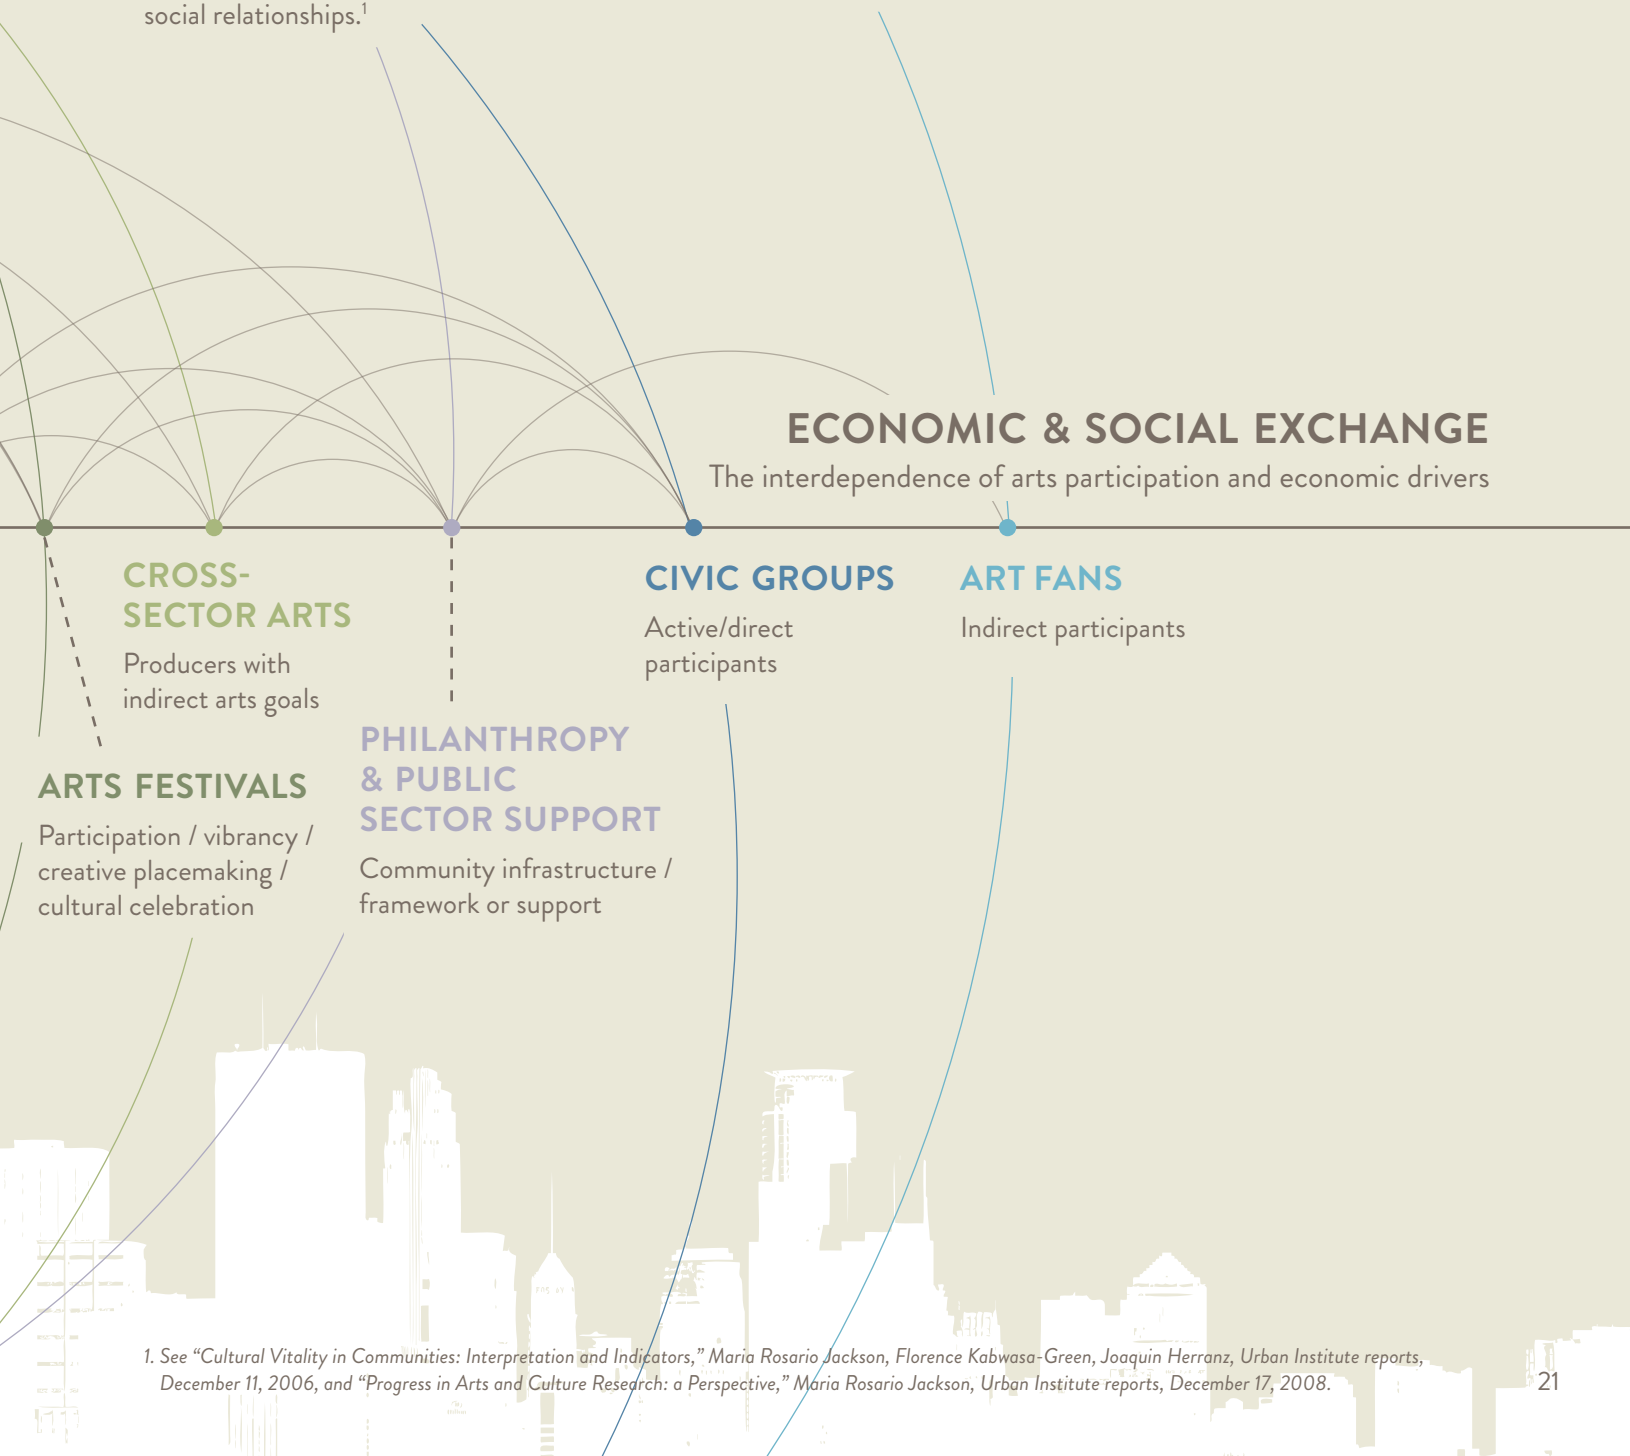 social relationships.¹
ECONOMIC & SOCIAL EXCHANGE
The interdependence of arts participation and economic drivers
CROSS-
SECTOR ARTS
Producers with
indirect arts goals
CIVIC GROUPS
Active/direct
participants
ART FANS
Indirect participants
PHILANTHROPY
& PUBLIC
SECTOR SUPPORT
Community infrastructure /
framework or support
ARTS FESTIVALS
Participation / vibrancy /
creative placemaking /
cultural celebration
1. See “Cultural Vitality in Communities: Interpretation and Indicators,” Maria Rosario Jackson, Florence Kabwasa-Green, Joaquin Herranz, Urban Institute reports,
December 11, 2006, and “Progress in Arts and Culture Research: a Perspective,” Maria Rosario Jackson, Urban Institute reports, December 17, 2008.
21